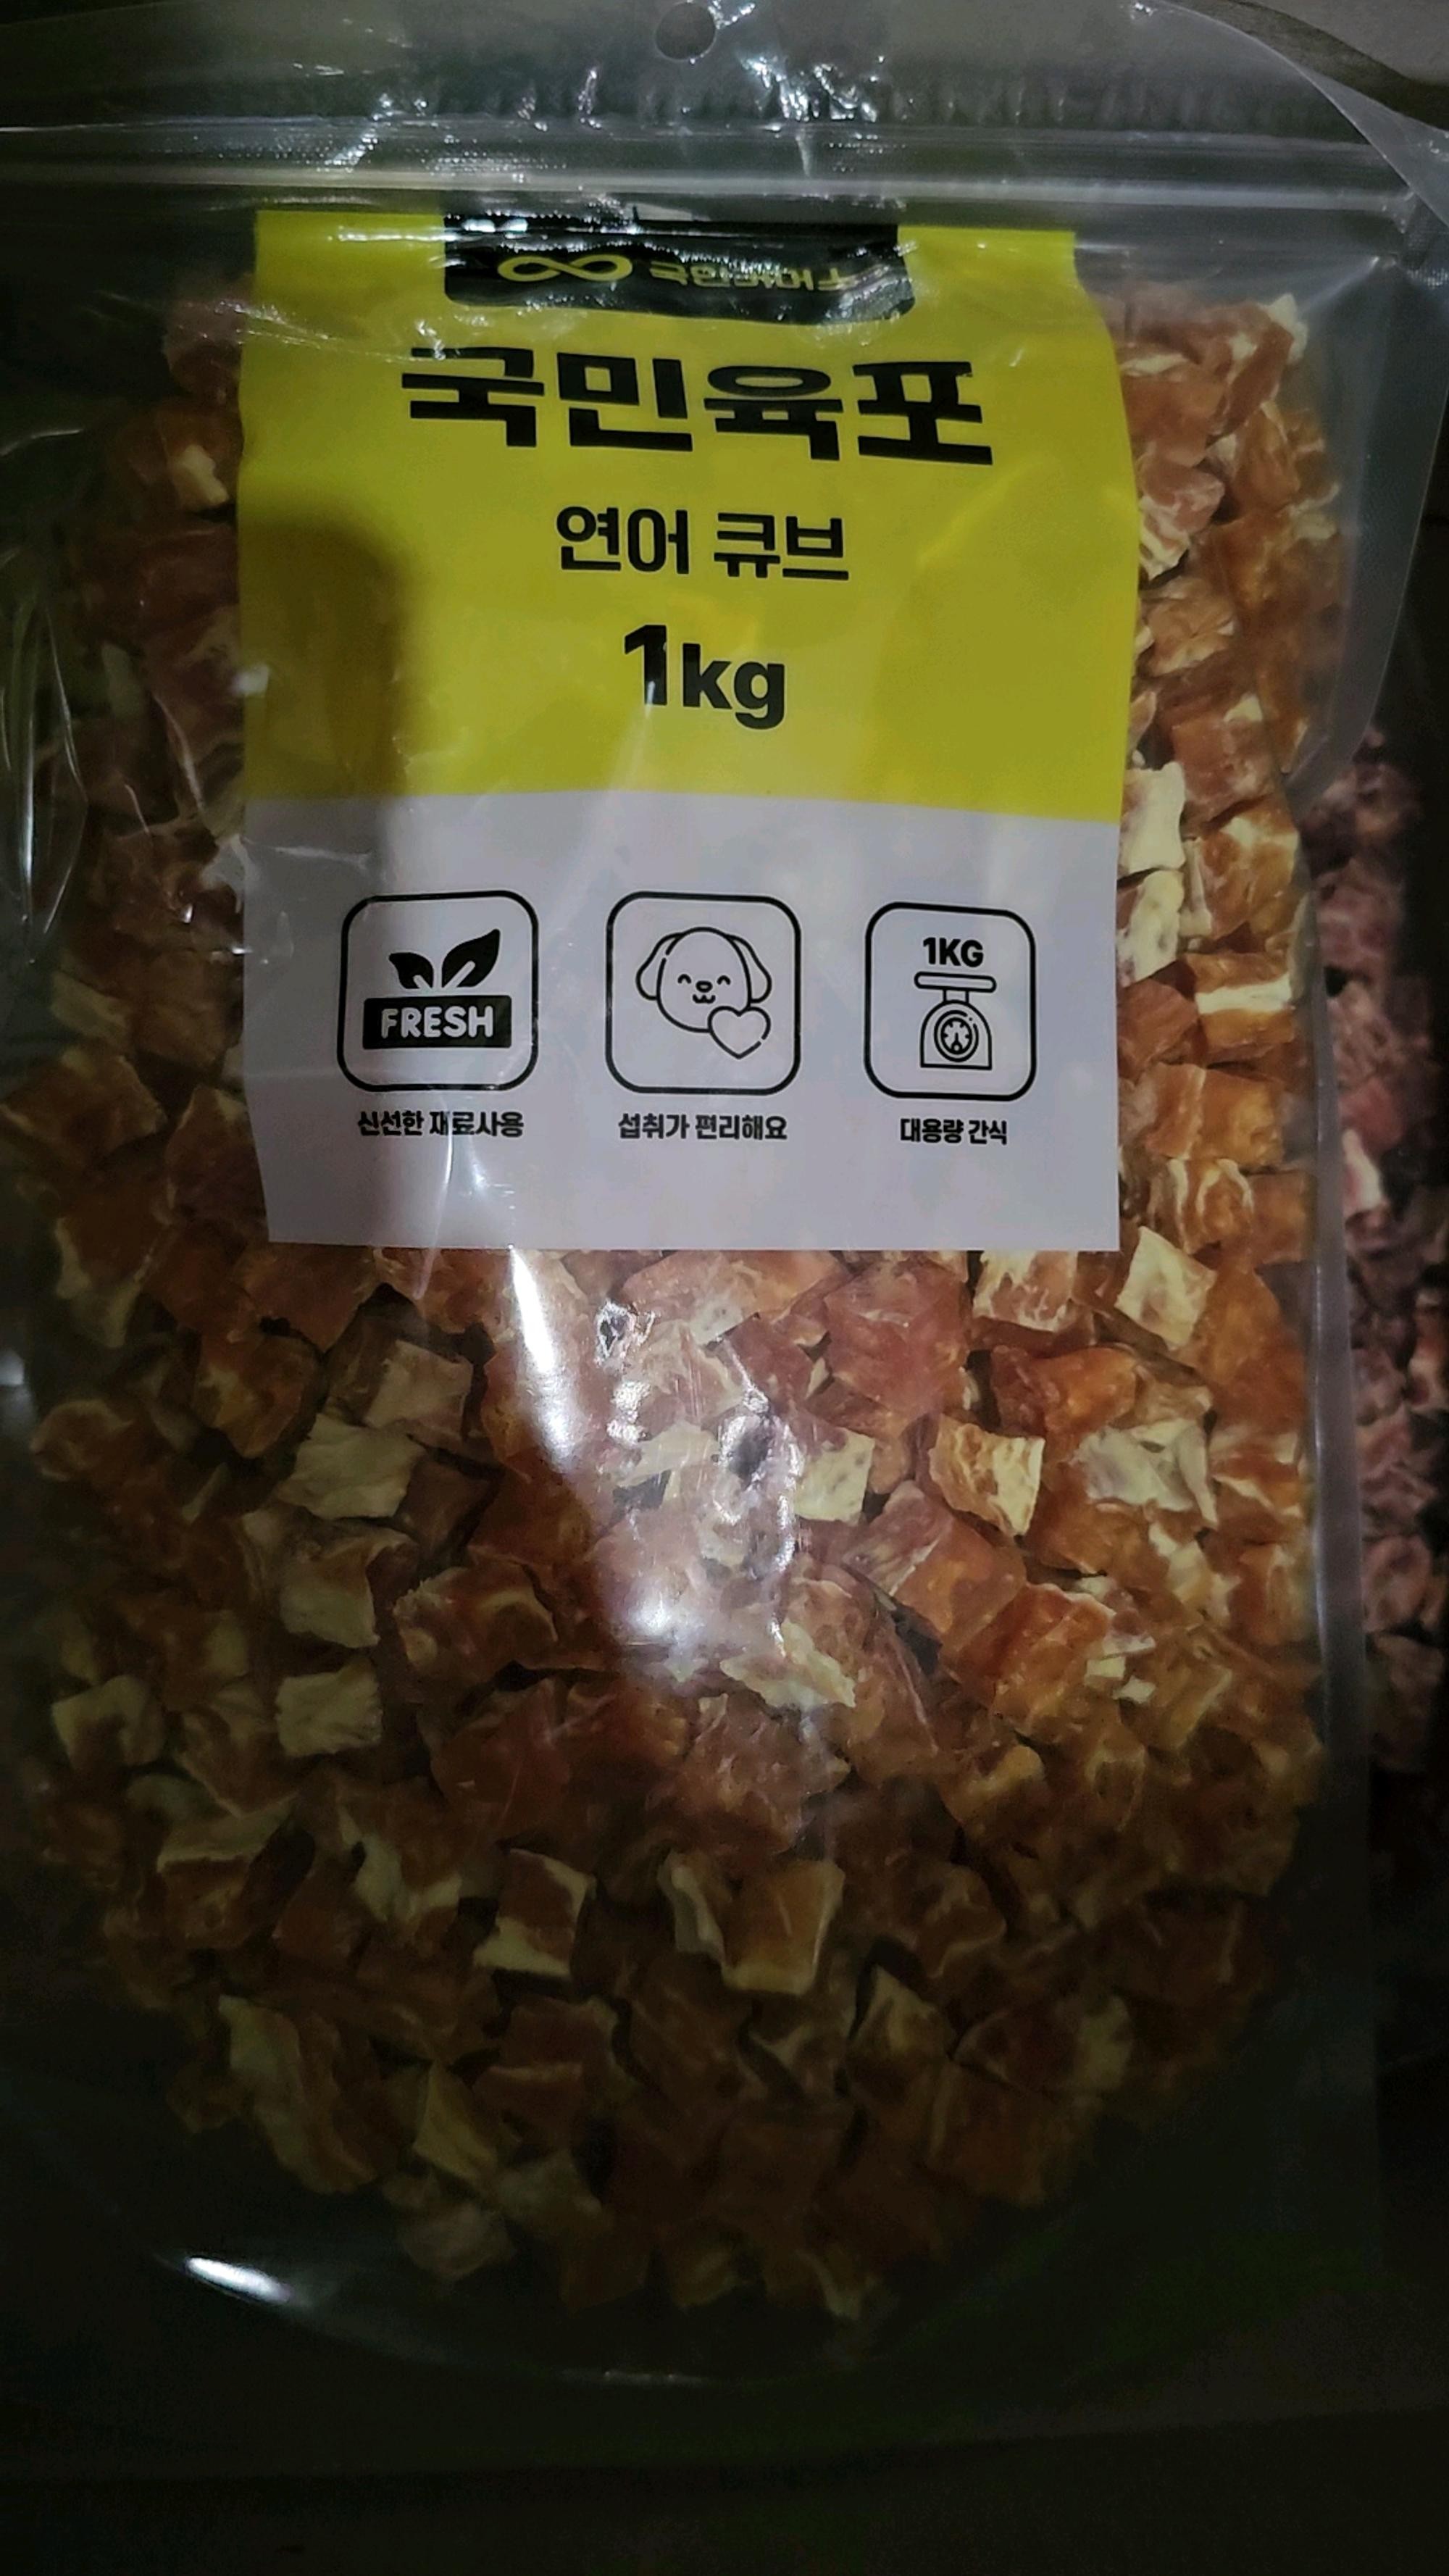 국민육포
연어 큐브
1kg
FRESH
1KG
신선한 재료사용
섭취가 편리해요
대용량 간식